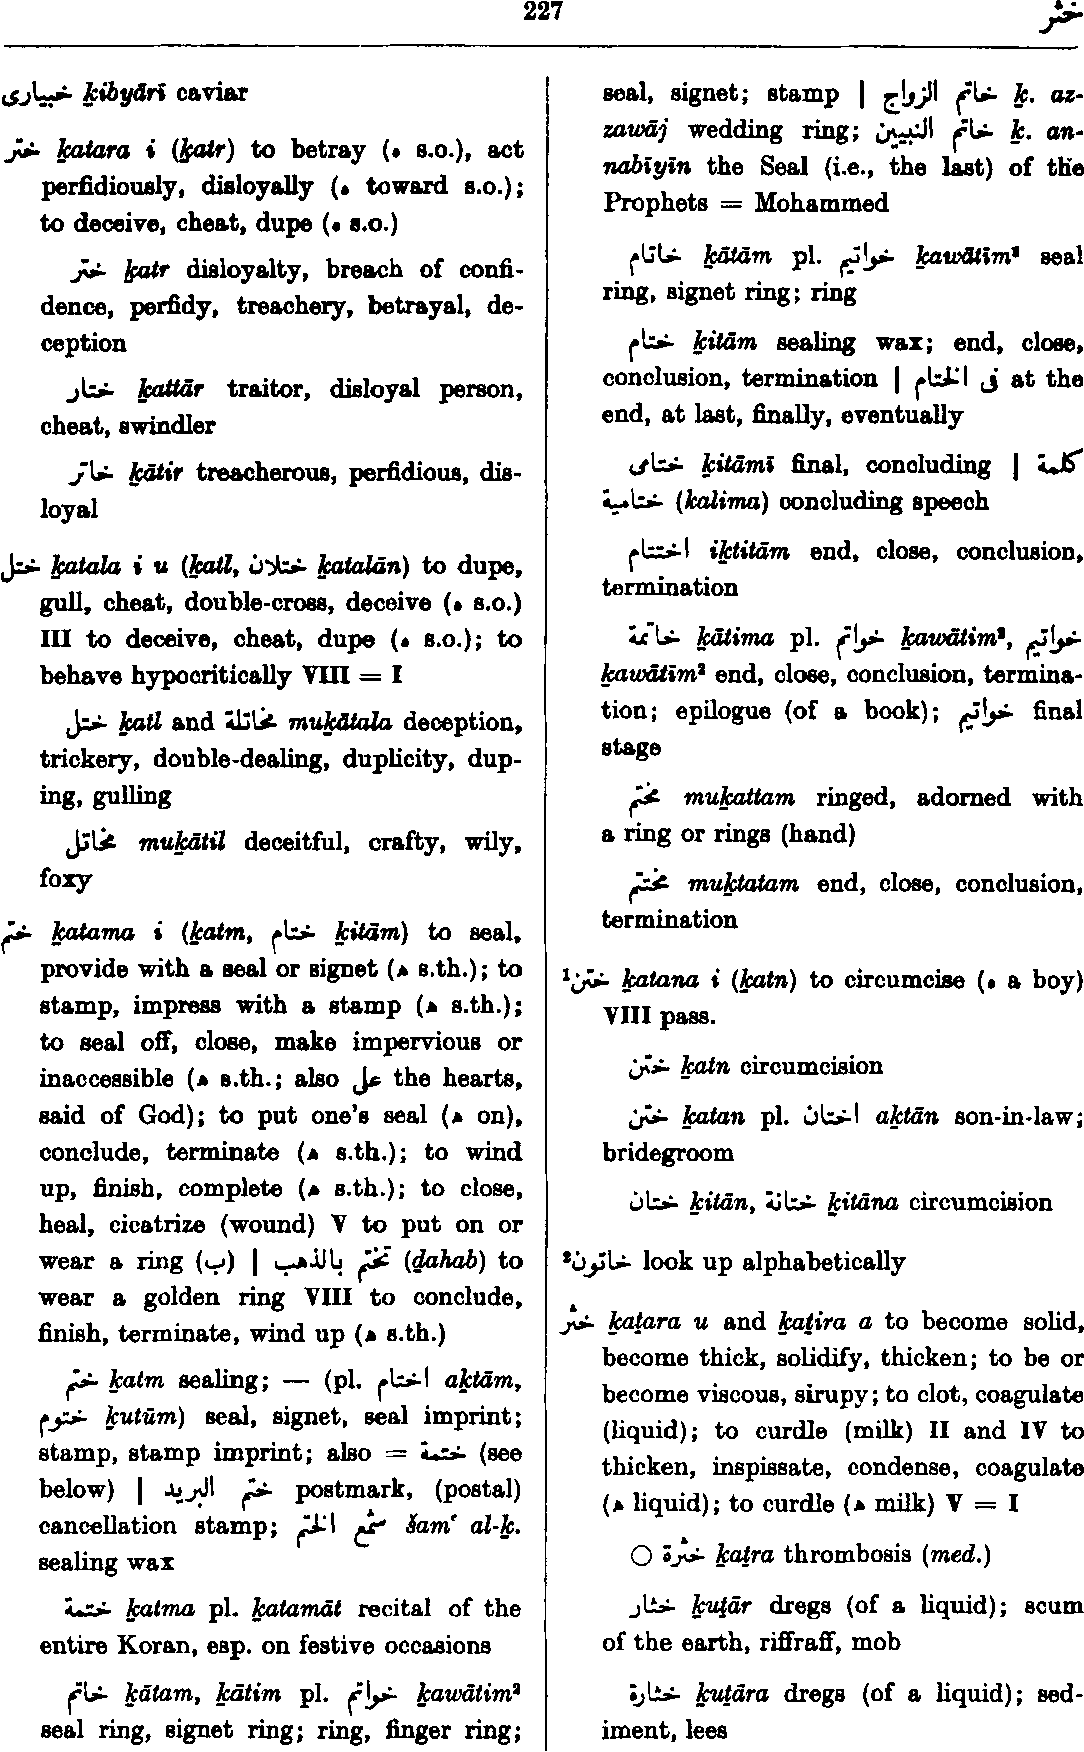 227
خثر
خبياری ḵibyārī caviar
ختر ḵatara i (ḵatr) to betray (ه s.o.), act
perfidiously, disloyally (ه toward s.o.);
to deceive, cheat, dupe (ه s.o.)
ختر ḵatr disloyalty, breach of confi-
dence, perfidy, treachery, betrayal, de-
ception
ختار ḵattār traitor, disloyal person,
cheat, swindler
خاتر ḵātir treacherous, perfidious, dis-
loyal
ختل ḵatala i u (ḵatl, ختلان ḵatalān) to dupe,
gull, cheat, double-cross, deceive (ه s.o.)
III to deceive, cheat, dupe (ه s.o.); to
behave hypocritically VIII = I
ختل ḵatl and مخاتلة muḵātala deception,
trickery, double-dealing, duplicity, dup-
ing, gulling
مخاتل muḵātil deceitful, crafty, wily,
foxy
ختم ḵatama i (ḵatm, ختام ḵitām) to seal,
provide with a seal or signet (ﻫ s.th.); to
stamp, impress with a stamp (ﻫ s.th.);
to seal off, close, make impervious or
inaccessible (ﻫ s.th.; also على the hearts,
said of God); to put one's seal (ﻫ on),
conclude, terminate (ﻫ s.th.); to wind
up, finish, complete (ﻫ s.th.); to close,
heal, cicatrize (wound) V to put on or
wear a ring (ب) | تختم بالذهب (ḏahab) to
wear a golden ring VIII to conclude,
finish, terminate, wind up (ﻫ s.th.)
ختم ḵatm sealing; — (pl. اختام aḵtām,
ختوم ḵutūm) seal, signet, seal imprint;
stamp, stamp imprint; also = ختمة (see
below) | ختم البريد postmark, (postal)
cancellation stamp; شمع الختم šamʿ al-ḵ.
sealing wax
ختمة ḵatma pl. ḵatamāt recital of the
entire Koran, esp. on festive occasions
خاتم ḵātam, ḵātim pl. خواتم ḵawātim²
seal ring, signet ring; ring, finger ring;
seal, signet; stamp | خاتم الزواج ḵ. az-
zawāj wedding ring; خاتم النبيين ḵ. an-
nabīyīn the Seal (i.e., the last) of the
Prophets = Mohammed
خاتام ḵātām pl. خواتيم ḵawātīm² seal
ring, signet ring; ring
ختام ḵitām sealing wax; end, close,
conclusion, termination | فى الختام at the
end, at last, finally, eventually
ختامى ḵitāmī final, concluding | كلمة
ختامية (kalima) concluding speech
اختتام iḵtitām end, close, conclusion,
termination
خاتمة ḵātima pl. خواتم ḵawātim², خواتيم
ḵawātīm² end, close, conclusion, termina-
tion; epilogue (of a book); خواتيم final
stage
مختم muḵattam ringed, adorned with
a ring or rings (hand)
مختتم muḵtatam end, close, conclusion,
termination
¹ختن ḵatana i (ḵatn) to circumcise (ه a boy)
VIII pass.
ختن ḵatn circumcision
ختن ḵatan pl. اختان aḵtān son-in-law;
bridegroom
ختان ḵitān, ختانة ḵitāna circumcision
²خاتون look up alphabetically
خثر ḵaṯara u and ḵaṯira a to become solid,
become thick, solidify, thicken; to be or
become viscous, sirupy; to clot, coagulate
(liquid); to curdle (milk) II and IV to
thicken, inspissate, condense, coagulate
(ﻫ liquid); to curdle (ﻫ milk) V = I
○ خثرة ḵaṯra thrombosis (med.)
خثار ḵuṯār dregs (of a liquid); scum
of the earth, riffraff, mob
خثارة ḵuṯāra dregs (of a liquid); sed-
iment, lees